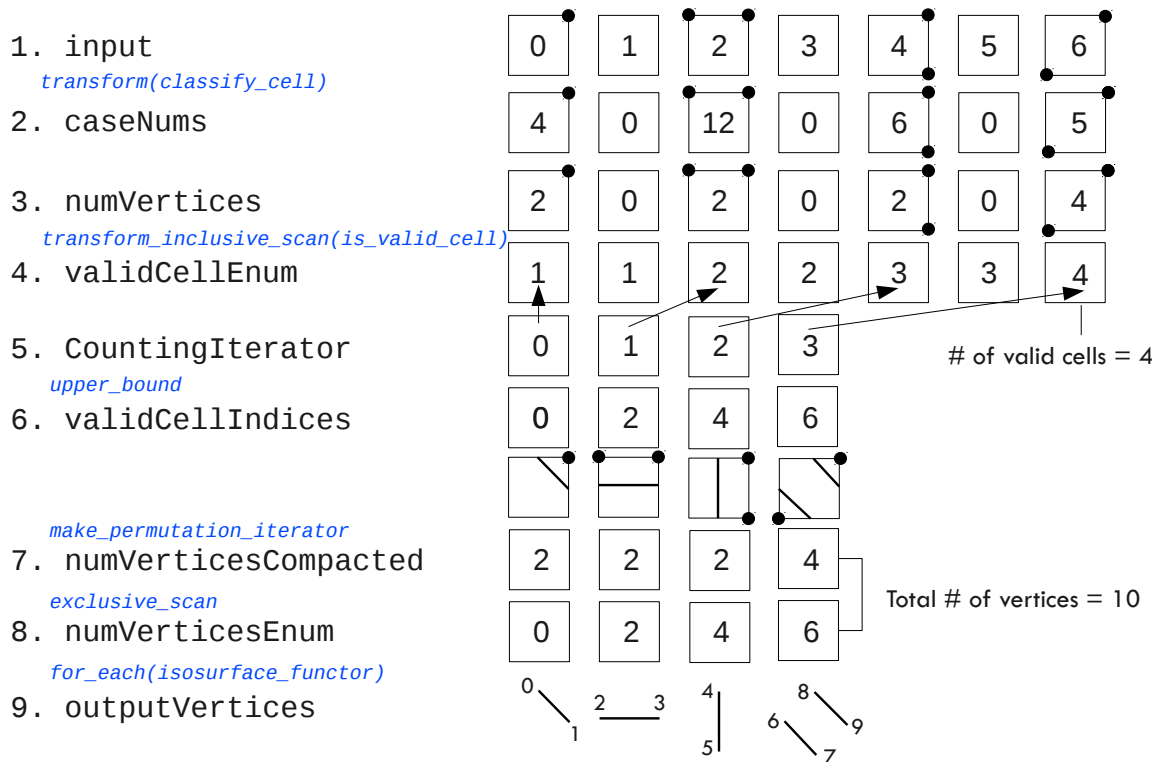 1. input 0 1 2 3 4 5 6
transform(classify_cell)
2. caseNums 4 0 12 0 6 0 5
3. numVertices 2 0 2 0 2 0 4
transform_inclusive_scan(is_valid_cell)
4. validCellEnum 1 1 2 2 3 3 4
5. CountingIterator 0 1 2 3 # of valid cells = 4
upper_bound
6. validCellIndices 0 2 4 6
make_permutation_iterator
7. numVerticesCompacted 2 2 2 4
exclusive_scan
Total # of vertices = 10
8. numVerticesEnum 0 2 4 6
for_each(isosurface_functor)
9. outputVertices 0 1 2 3 4 5 6 7 8 9